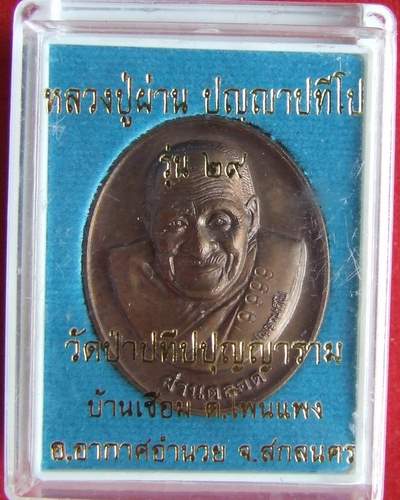 หลวงปู่ผ่าน ปญฺญาปทีโป
รุ่น ๒๙
๑๑๑๑
วัดป่าปทีปปุญญาราม
บ้านเซือม ต.โพนแพง
อ.อากาศอำนวย จ.สกลนคร